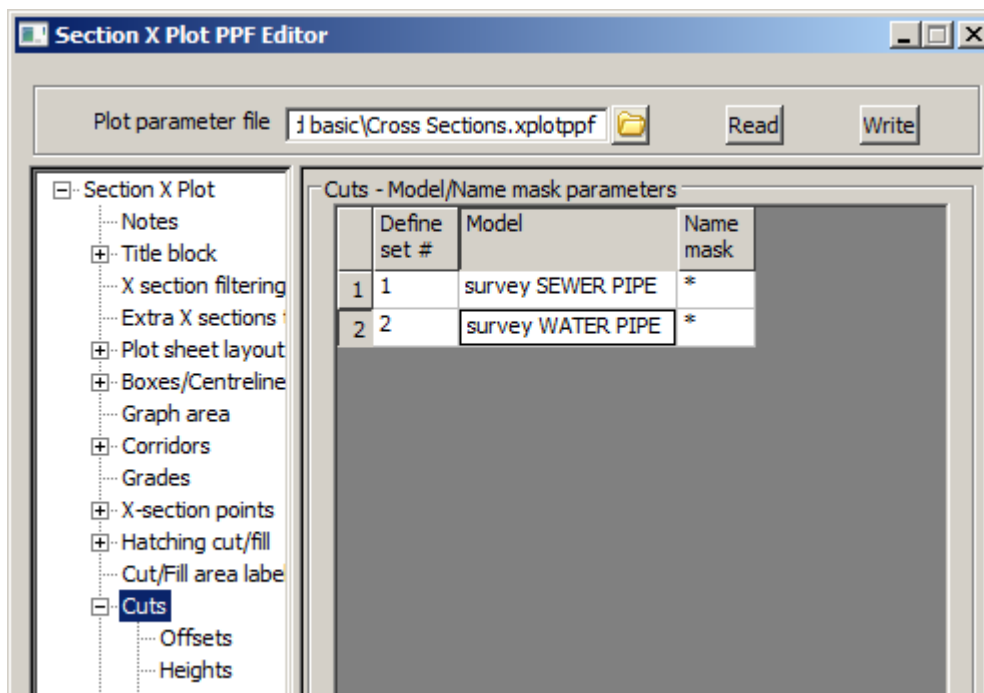 Section X Plot PPF Editor
Plot parameter file d basic\Cross Sections.xplotppf Read Write
Section X Plot
Notes
Title block
X section filtering
Extra X sections
Plot sheet layout
Boxes/Centreline
Graph area
Corridors
Grades
X-section points
Hatching cut/fill
Cut/Fill area labe
Cuts
Offsets
Heights
Cuts - Model/Name mask parameters
Define set # Model Name mask
1 1 survey SEWER PIPE *
2 2 survey WATER PIPE *